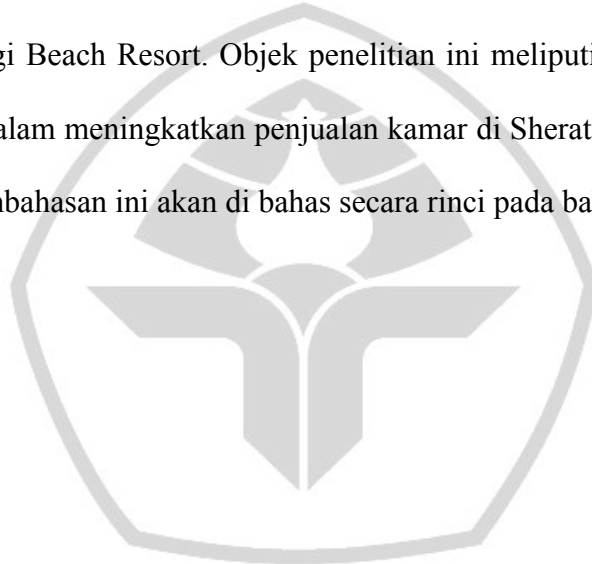 gi Beach Resort. Objek penelitian ini meliputi
alam meningkatkan penjualan kamar di Sherat
nbahasan ini akan di bahas secara rinci pada ba